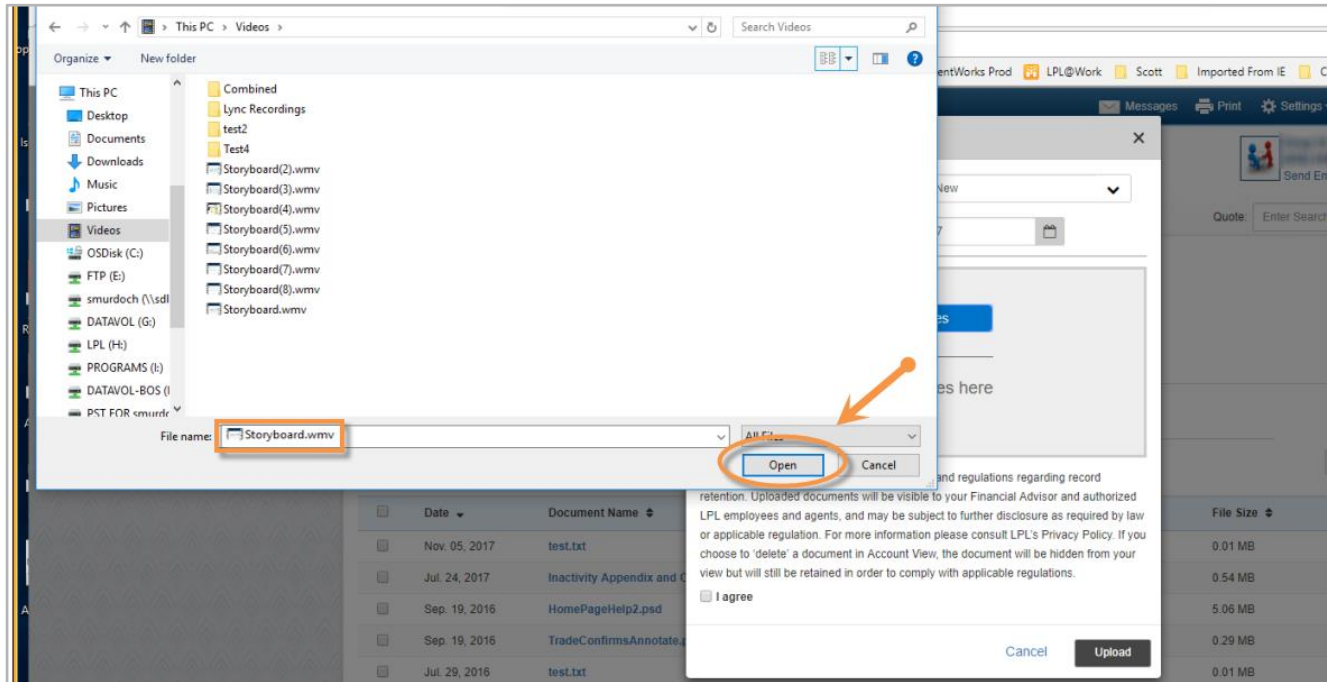 This PC > Videos >
Search Videos
Organize
New folder
This PC
Desktop
Documents
Downloads
Music
Pictures
Videos
OSDisk (C:)
FTP (E:)
smurdoch (\\sdl
DATAVOL (G:)
LPL (H:)
PROGRAMS (I:)
DATAVOL-BOS (I
PST FOR smurdc
Combined
Lync Recordings
test2
Test4
Storyboard(2).wmv
Storyboard(3).wmv
Storyboard(4).wmv
Storyboard(5).wmv
Storyboard(6).wmv
Storyboard(7).wmv
Storyboard(8).wmv
Storyboard.wmv
File name: Storyboard.wmv
All Files
Open Cancel
entWorks Prod LPL@Work Scott Imported From IE C
Messages Print Settings
Send En
New
7
Quote: Enter Search
es
es here
and regulations regarding record
retention. Uploaded documents will be visible to your Financial Advisor and authorized
LPL employees and agents, and may be subject to further disclosure as required by law
or applicable regulation. For more information please consult LPL's Privacy Policy. If you
choose to 'delete' a document in Account View, the document will be hidden from your
view but will still be retained in order to comply with applicable regulations.
I agree
Cancel Upload
Date Document Name File Size
Nov. 05, 2017 test.txt 0.01 MB
Jul. 24, 2017 Inactivity Appendix and 0.54 MB
Sep. 19, 2016 HomePageHelp2.psd 5.06 MB
Sep. 19, 2016 TradeConfirmsAnnotate. 0.29 MB
Jul. 29, 2016 test.txt 0.01 MB